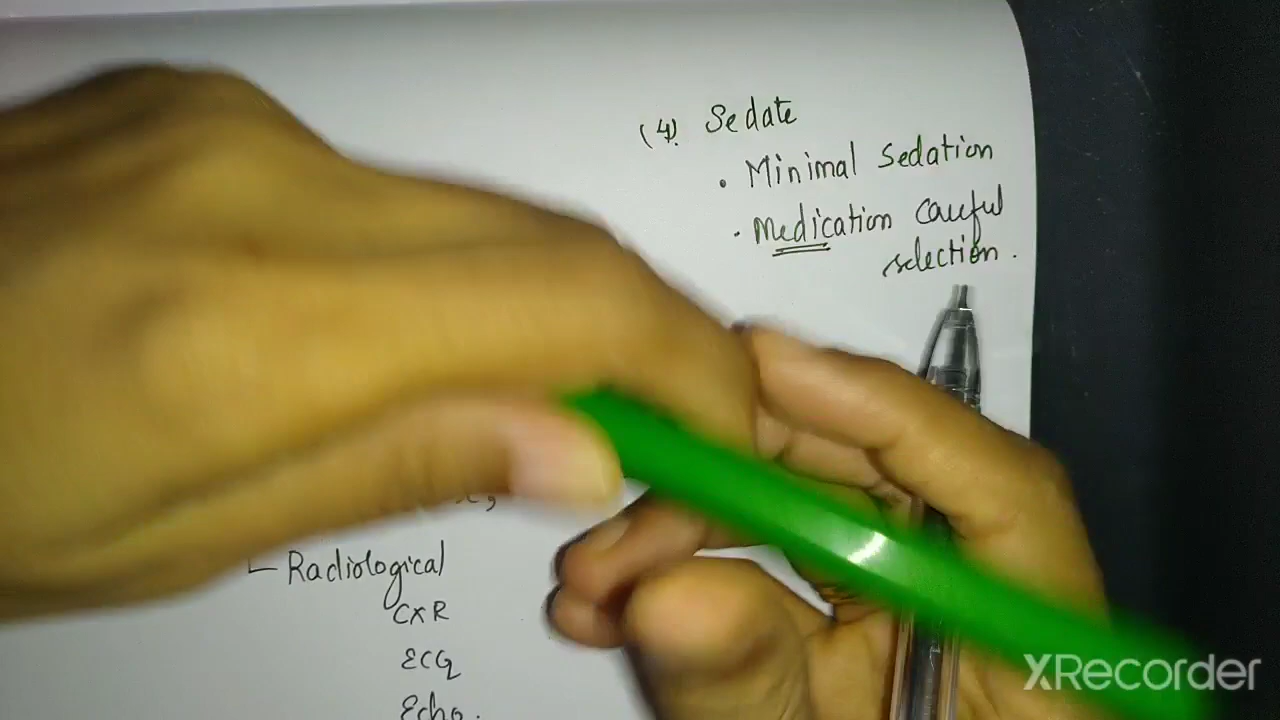 (4). Sedate
• Minimal sedation
• Medication careful
selection.
Radiological
CXR
ECG
Echo.
XRecorder